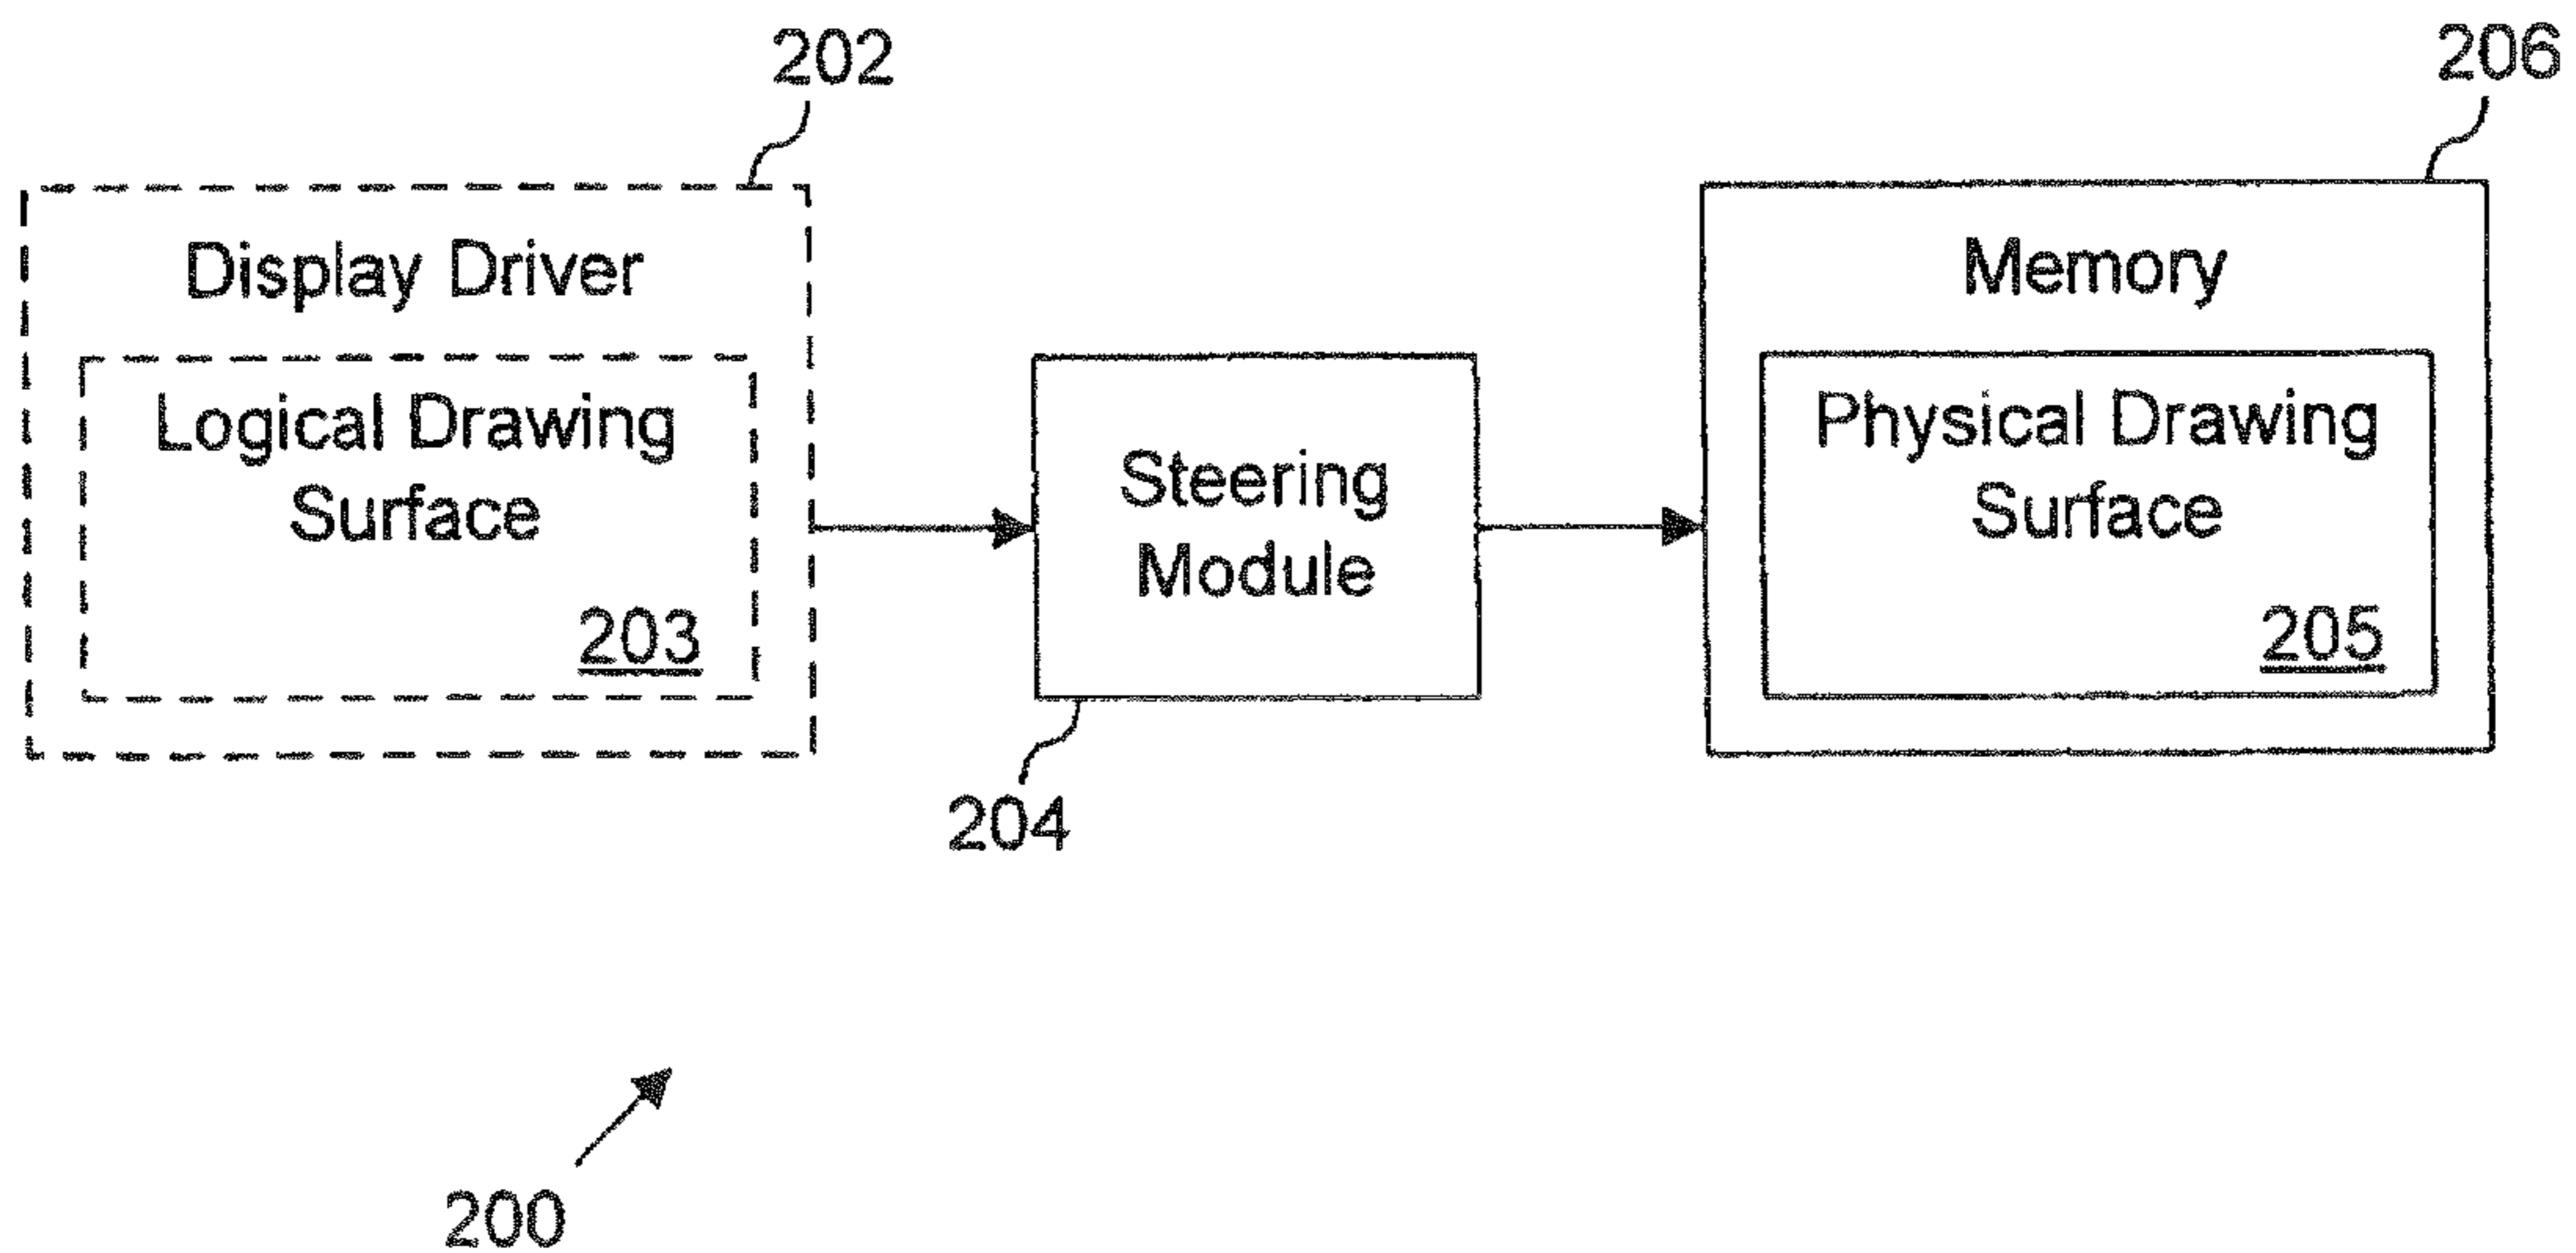 202
206
Display Driver
Memory
Logical Drawing
Surface
203
Steering
Module
Physical Drawing
Surface
205
204
200